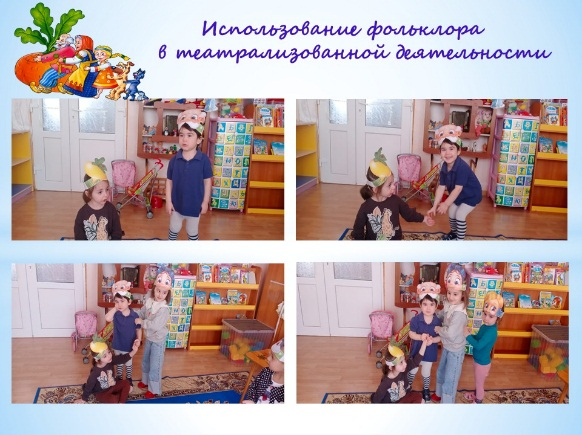 Использование фольклора
в театрализованной деятельности